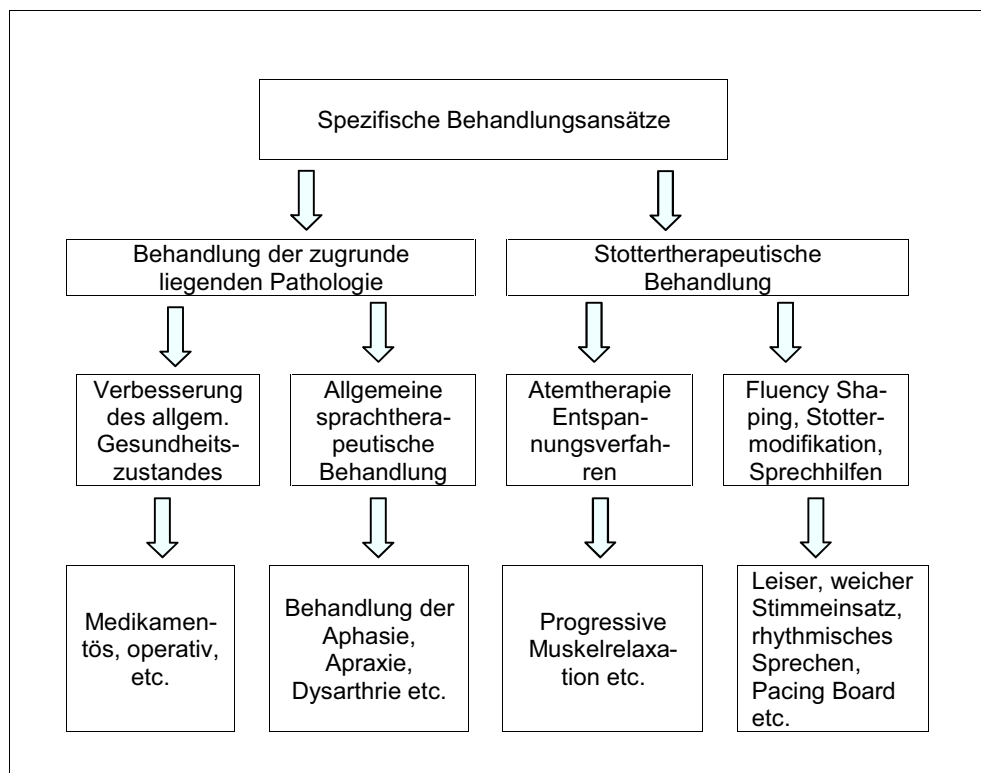 Spezifische Behandlungsansätze
Behandlung der zugrunde
liegenden Pathologie
Stottertherapeutische
Behandlung
Verbesserung
des allgem.
Gesundheits-
zustandes
Allgemeine
sprachthera-
peutische
Behandlung
Atemtherapie
Entspan-
nungsverfah-
ren
Fluency Sha-
ping, Stotter-
modifikation,
Sprechhilfen
Medikamen-
tös, operativ,
etc.
Behandlung der
Aphasie,
Apraxie,
Dysarthrie etc.
Progressive
Muskelrelaxa-
tion etc.
Leiser, weicher
Stimmeinsatz,
rhythmisches
Sprechen,
Pacing Board
etc.